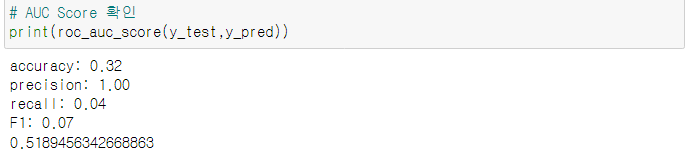 # AUC Score 확인
print(roc_auc_score(y_test,y_pred))
accuracy: 0.32
precision: 1.00
recall: 0.04
F1: 0.07
0.5189456342668863